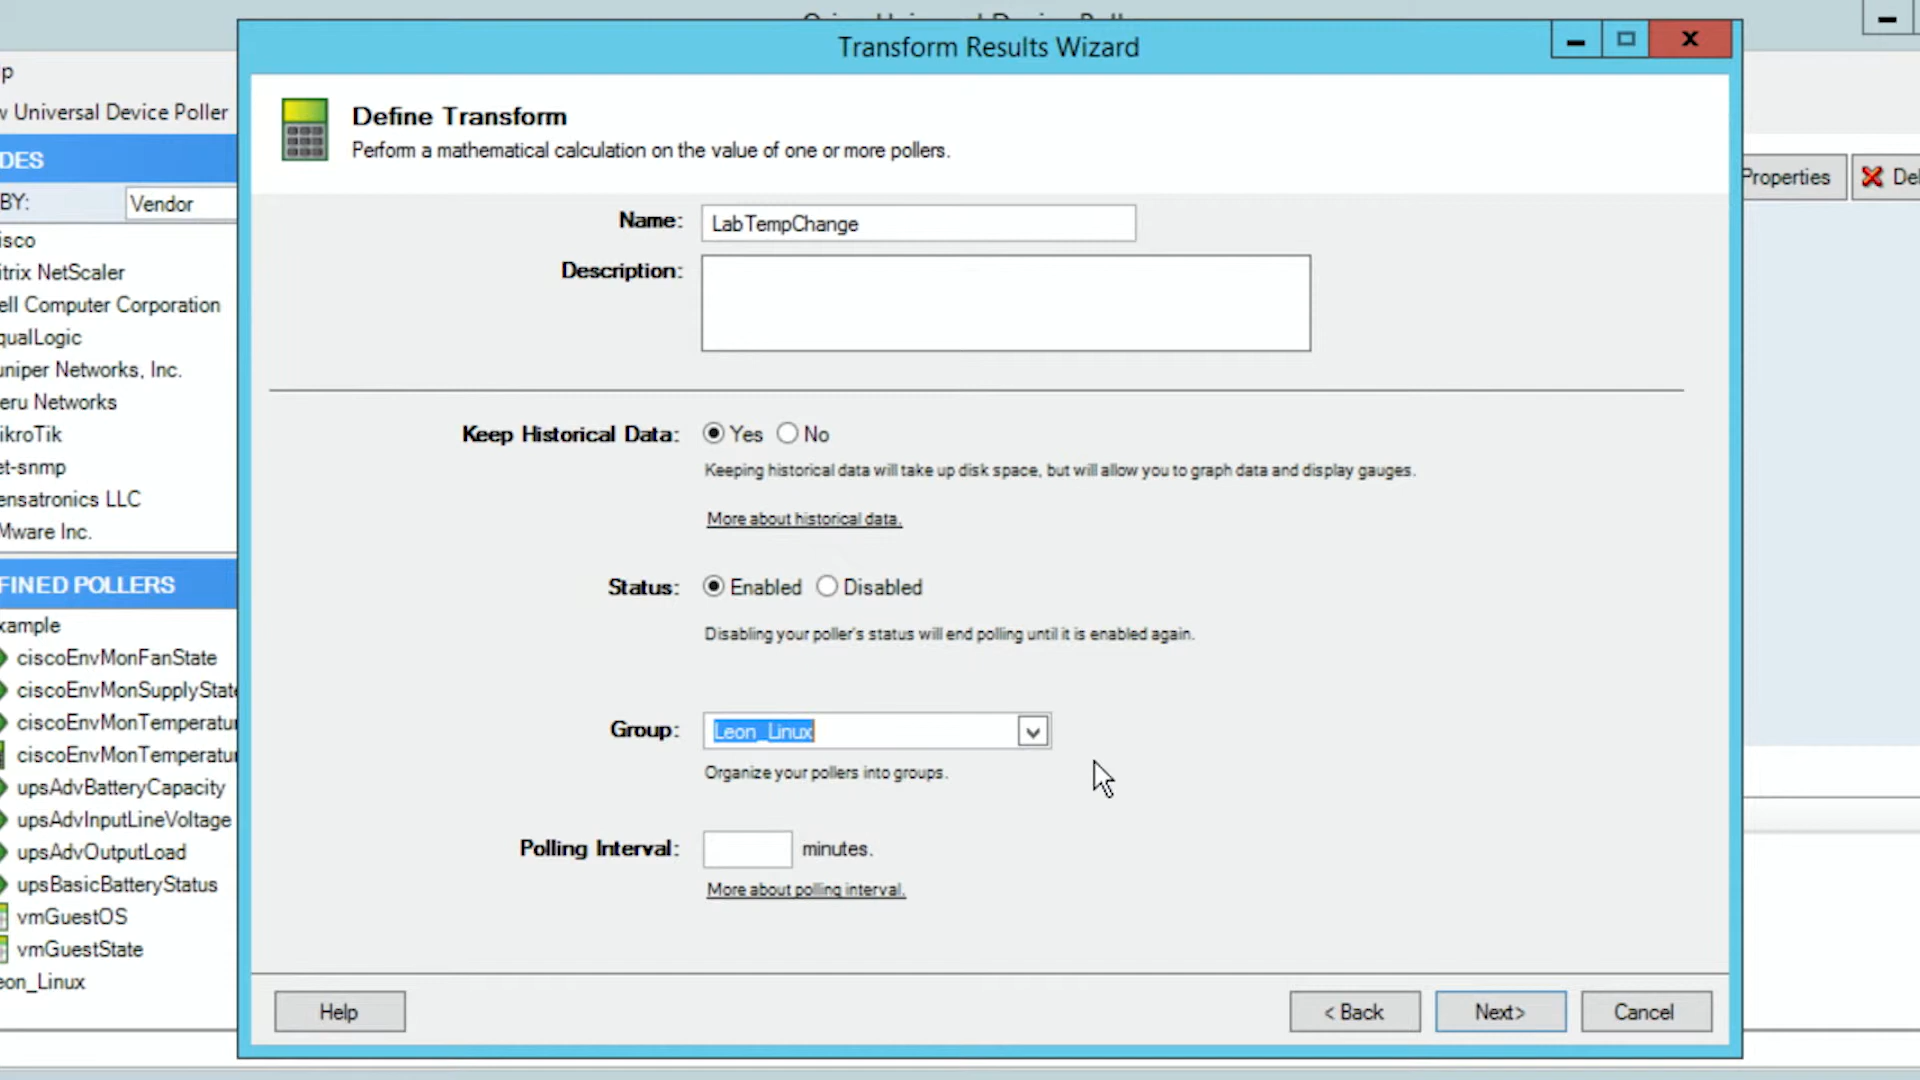 Transform Results Wizard
p
w Universal Device Poller
DES
BY:
Vendor
isco
itrix NetScaler
ell Computer Corporation
qualLogic
uniper Networks, Inc.
eru Networks
ikroTik
et-snmp
ensatronics LLC
Mware Inc.
FINED POLLERS
xample
ciscoEnvMonFanState
ciscoEnvMonSupplyState
ciscoEnvMonTemperatur
ciscoEnvMonTemperatur
upsAdvBatteryCapacity
upsAdvInputLineVoltage
upsAdvOutputLoad
upsBasicBatteryStatus
vmGuestOS
vmGuestState
eon_Linux
Define Transform
Perform a mathematical calculation on the value of one or more pollers.
Name:
LabTempChange
Description:
Keep Historical Data:
Yes
No
Keeping historical data will take up disk space, but will allow you to graph data and display gauges.
More about historical data.
Status:
Enabled
Disabled
Disabling your poller's status will end polling until it is enabled again.
Group:
Leon_Linux
Organize your pollers into groups.
Polling Interval:
minutes.
More about polling interval.
Help
< Back
Next>
Cancel
Properties
Del